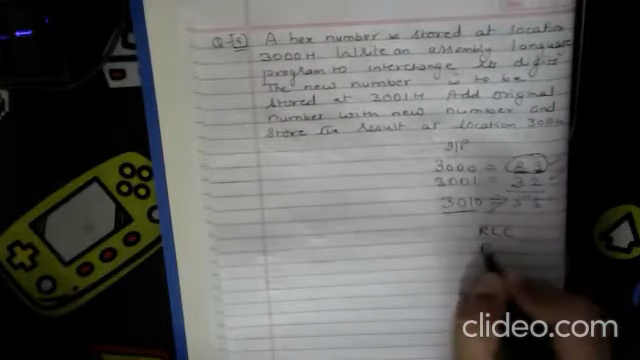 Q.[5] A hex number is stored at location
3000H. Write an assembly language
program to interchange its digits.
The new number is to be
stored at 3001H. Add original
number with new number and
store the result at location
I/P
3000 = 23
3001 = 32
3010 = 55
RLC
clideo.com